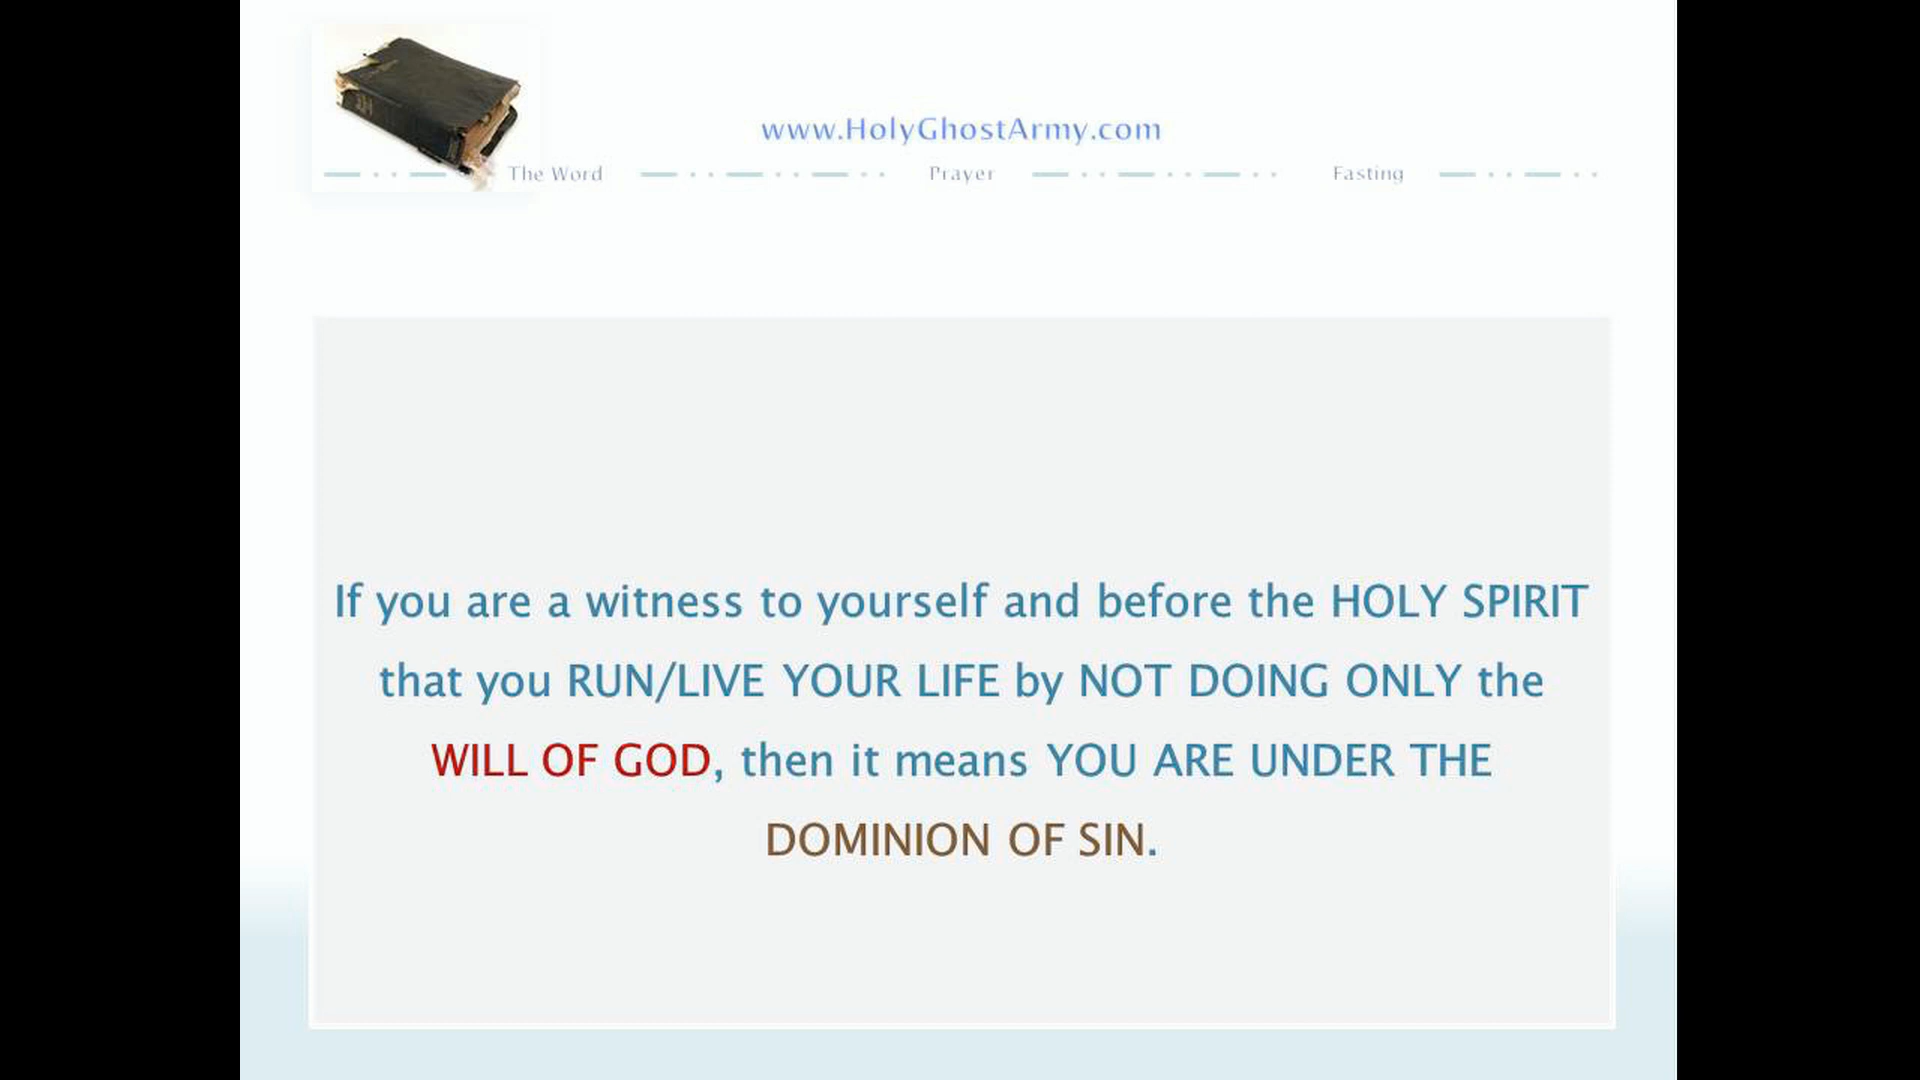 www.HolyGhostArmy.com
The Word Prayer Fasting
If you are a witness to yourself and before the HOLY SPIRIT
that you RUN/LIVE YOUR LIFE by NOT DOING ONLY the
WILL OF GOD, then it means YOU ARE UNDER THE
DOMINION OF SIN.